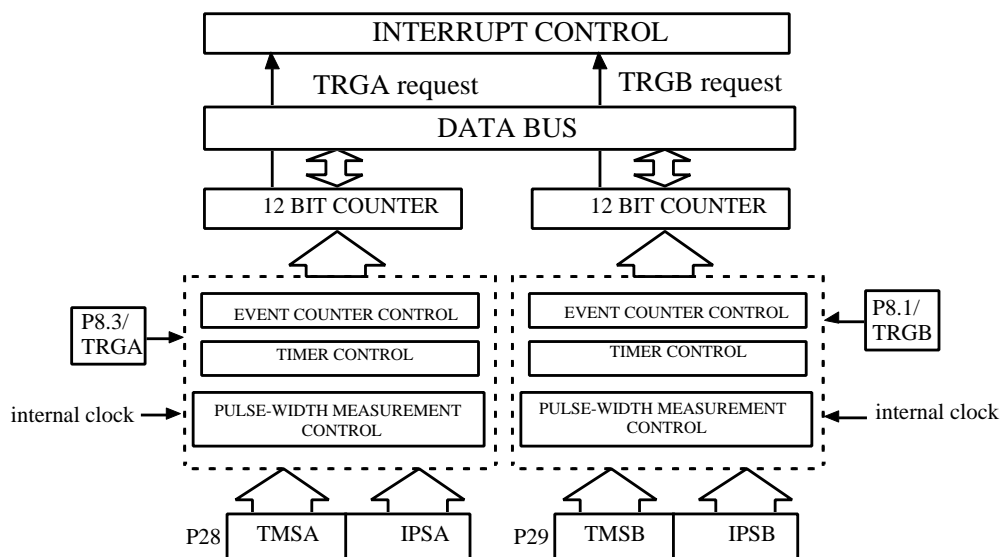 INTERRUPT CONTROL
TRGA request
TRGB request
DATA BUS
12 BIT COUNTER
12 BIT COUNTER
EVENT COUNTER CONTROL
EVENT COUNTER CONTROL
P8.3/
TRGA
P8.1/
TRGB
TIMER CONTROL
TIMER CONTROL
internal clock
PULSE-WIDTH MEASUREMENT
CONTROL
PULSE-WIDTH MEASUREMENT
CONTROL
internal clock
P28
TMSA
IPSA
P29
TMSB
IPSB